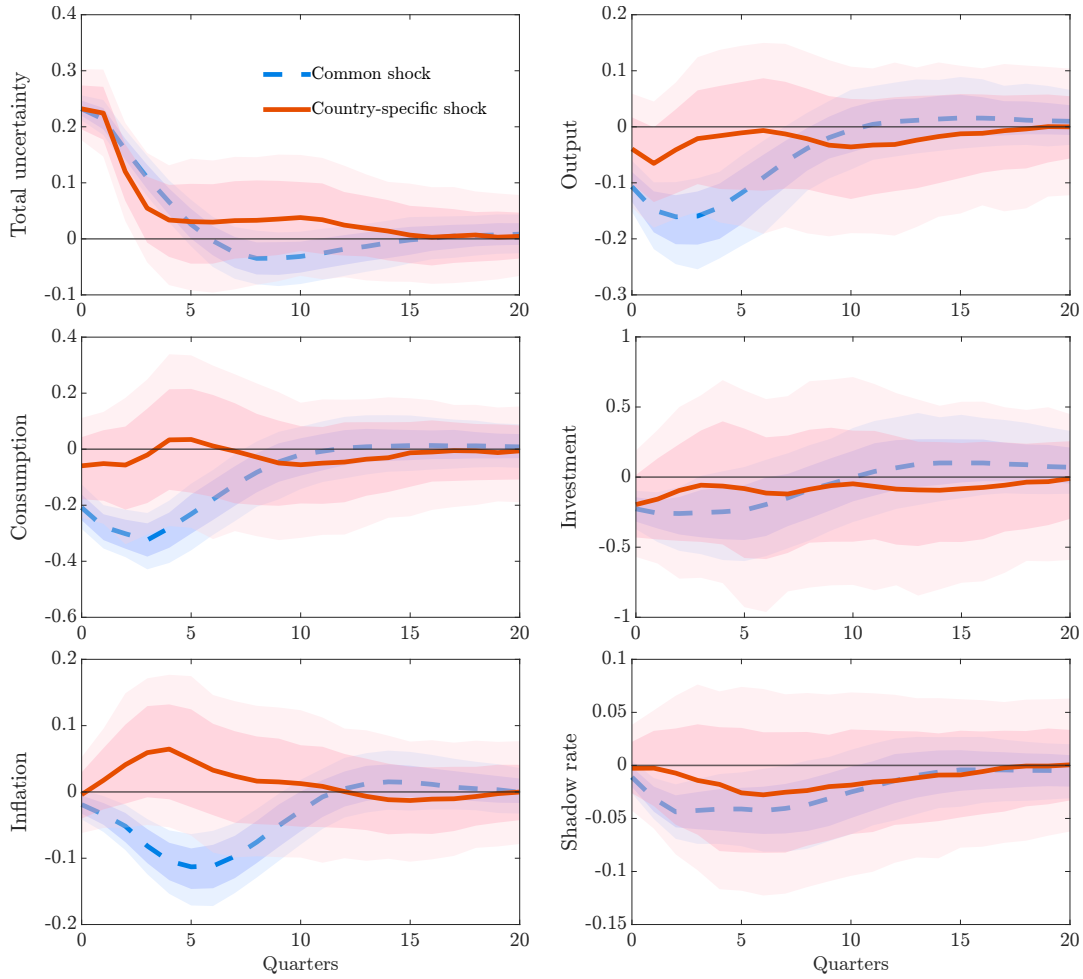 Total uncertainty
0.4
0.3
0.2
0.1
0
-0.1
0 5 10 15 20
Common shock
Country-specific shock
Output
0.2
0.1
0
-0.1
-0.2
-0.3
0 5 10 15 20
Consumption
0.4
0.2
0
-0.2
-0.4
-0.6
0 5 10 15 20
Investment
1
0.5
0
-0.5
-1
0 5 10 15 20
Inflation
0.2
0.1
0
-0.1
-0.2
0 5 10 15 20
Quarters
Shadow rate
0.05
0
-0.05
-0.1
-0.15
0 5 10 15 20
Quarters